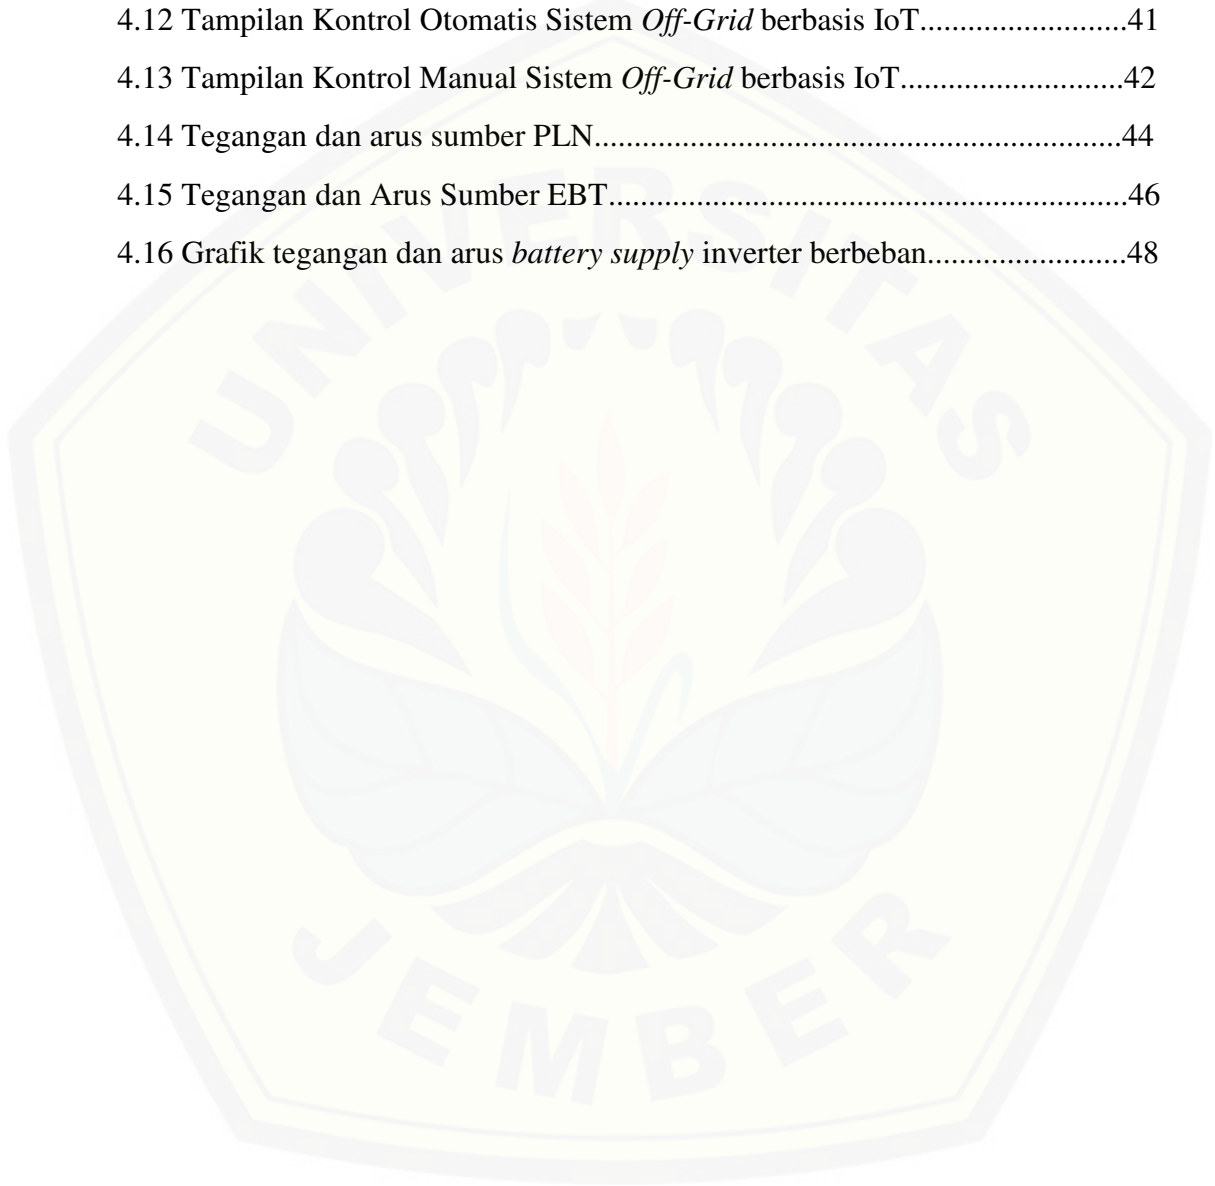 4.12 Tampilan Kontrol Otomatis Sistem Off-Grid berbasis IoT..........................41
4.13 Tampilan Kontrol Manual Sistem Off-Grid berbasis IoT............................42
4.14 Tegangan dan arus sumber PLN..................................................................44
4.15 Tegangan dan Arus Sumber EBT.................................................................46
4.16 Grafik tegangan dan arus battery supply inverter berbeban.........................48
UNIVERSITAS
JEMBER